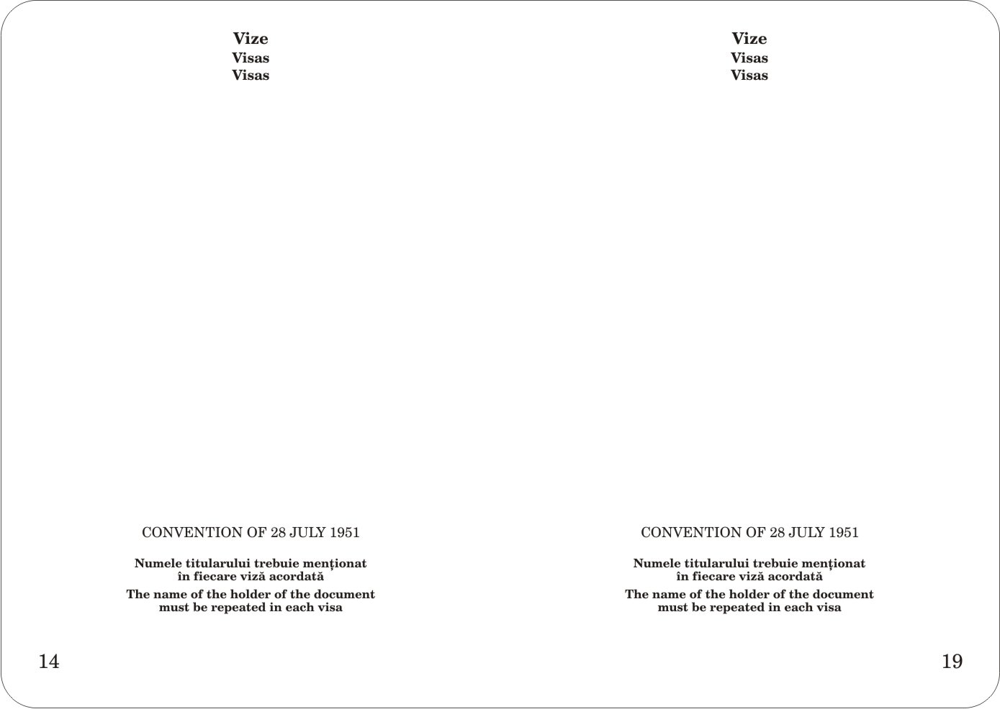 Vize
Visas
Visas
CONVENTION OF 28 JULY 1951
Numele titularului trebuie menționat
în fiecare viză acordată
The name of the holder of the document
must be repeated in each visa
14
Vize
Visas
Visas
CONVENTION OF 28 JULY 1951
Numele titularului trebuie menționat
în fiecare viză acordată
The name of the holder of the document
must be repeated in each visa
19